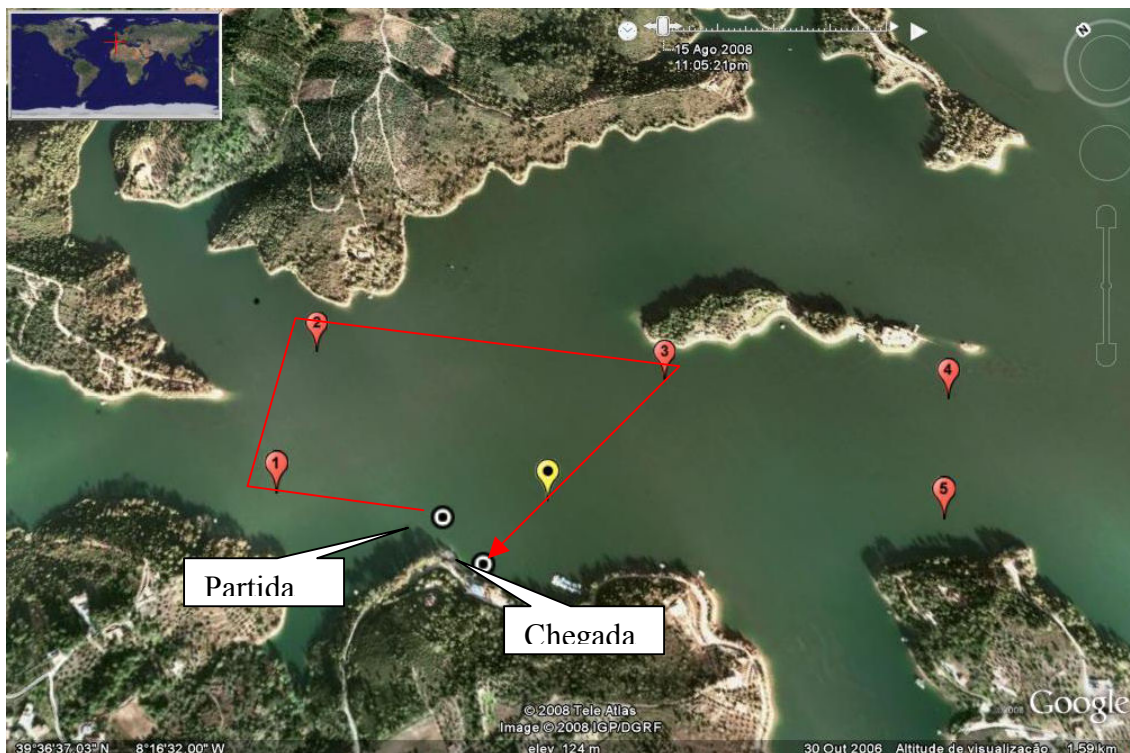 15 Ago 2008
11:05:21pm
N
2
3
4
1
5
Partida
Chegada
© 2008 Tele Atlas
Image © 2008 IGP/DGRF
©2008 Google
39°36'37.03" N 8°16'32.00" W elev 124 m 30 Out 2006 Altitude de visualização 1.59 km